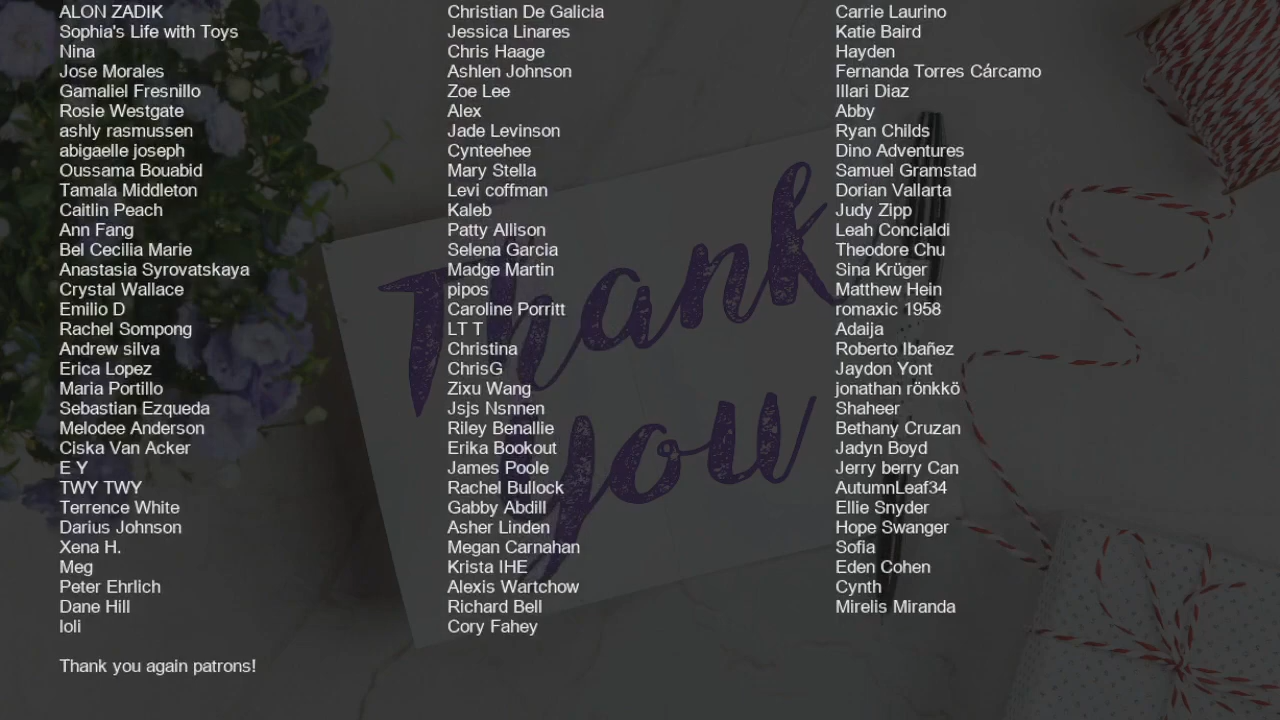 ALON ZADIK
Sophia's Life with Toys
Nina
Jose Morales
Gamaliel Fresnillo
Rosie Westgate
ashly rasmussen
abigaelle joseph
Oussama Bouabid
Tamala Middleton
Caitlin Peach
Ann Fang
Bel Cecilia Marie
Anastasia Syrovatskaya
Crystal Wallace
Emilio D
Rachel Sompong
Andrew silva
Erica Lopez
Maria Portillo
Sebastian Ezqueda
Melodee Anderson
Ciska Van Acker
E Y
TWY TWY
Terrence White
Darius Johnson
Xena H.
Meg
Peter Ehrlich
Dane Hill
loli
Christian De Galicia
Jessica Linares
Chris Haage
Ashlen Johnson
Zoe Lee
Alex
Jade Levinson
Cynteehee
Mary Stella
Levi coffman
Kaleb
Patty Allison
Selena Garcia
Madge Martin
pipos
Caroline Porritt
LT T
Christina
ChrisG
Zixu Wang
Jsjs Nsnnen
Riley Benallie
Erika Bookout
James Poole
Rachel Bullock
Gabby Abdill
Asher Linden
Megan Carnahan
Krista IHE
Alexis Wartchow
Richard Bell
Cory Fahey
Carrie Laurino
Katie Baird
Hayden
Fernanda Torres Cárcamo
Illari Diaz
Abby
Ryan Childs
Dino Adventures
Samuel Gramstad
Dorian Vallarta
Judy Zipp
Leah Concialdi
Theodore Chu
Sina Krüger
Matthew Hein
romaxic 1958
Adaija
Roberto Ibañez
Jaydon Yont
jonathan rönkkö
Shaheer
Bethany Cruzan
Jadyn Boyd
Jerry berry Can
AutumnLeaf34
Ellie Snyder
Hope Swanger
Sofia
Eden Cohen
Cynth
Mirelis Miranda
Thank you again patrons!
Thank
you